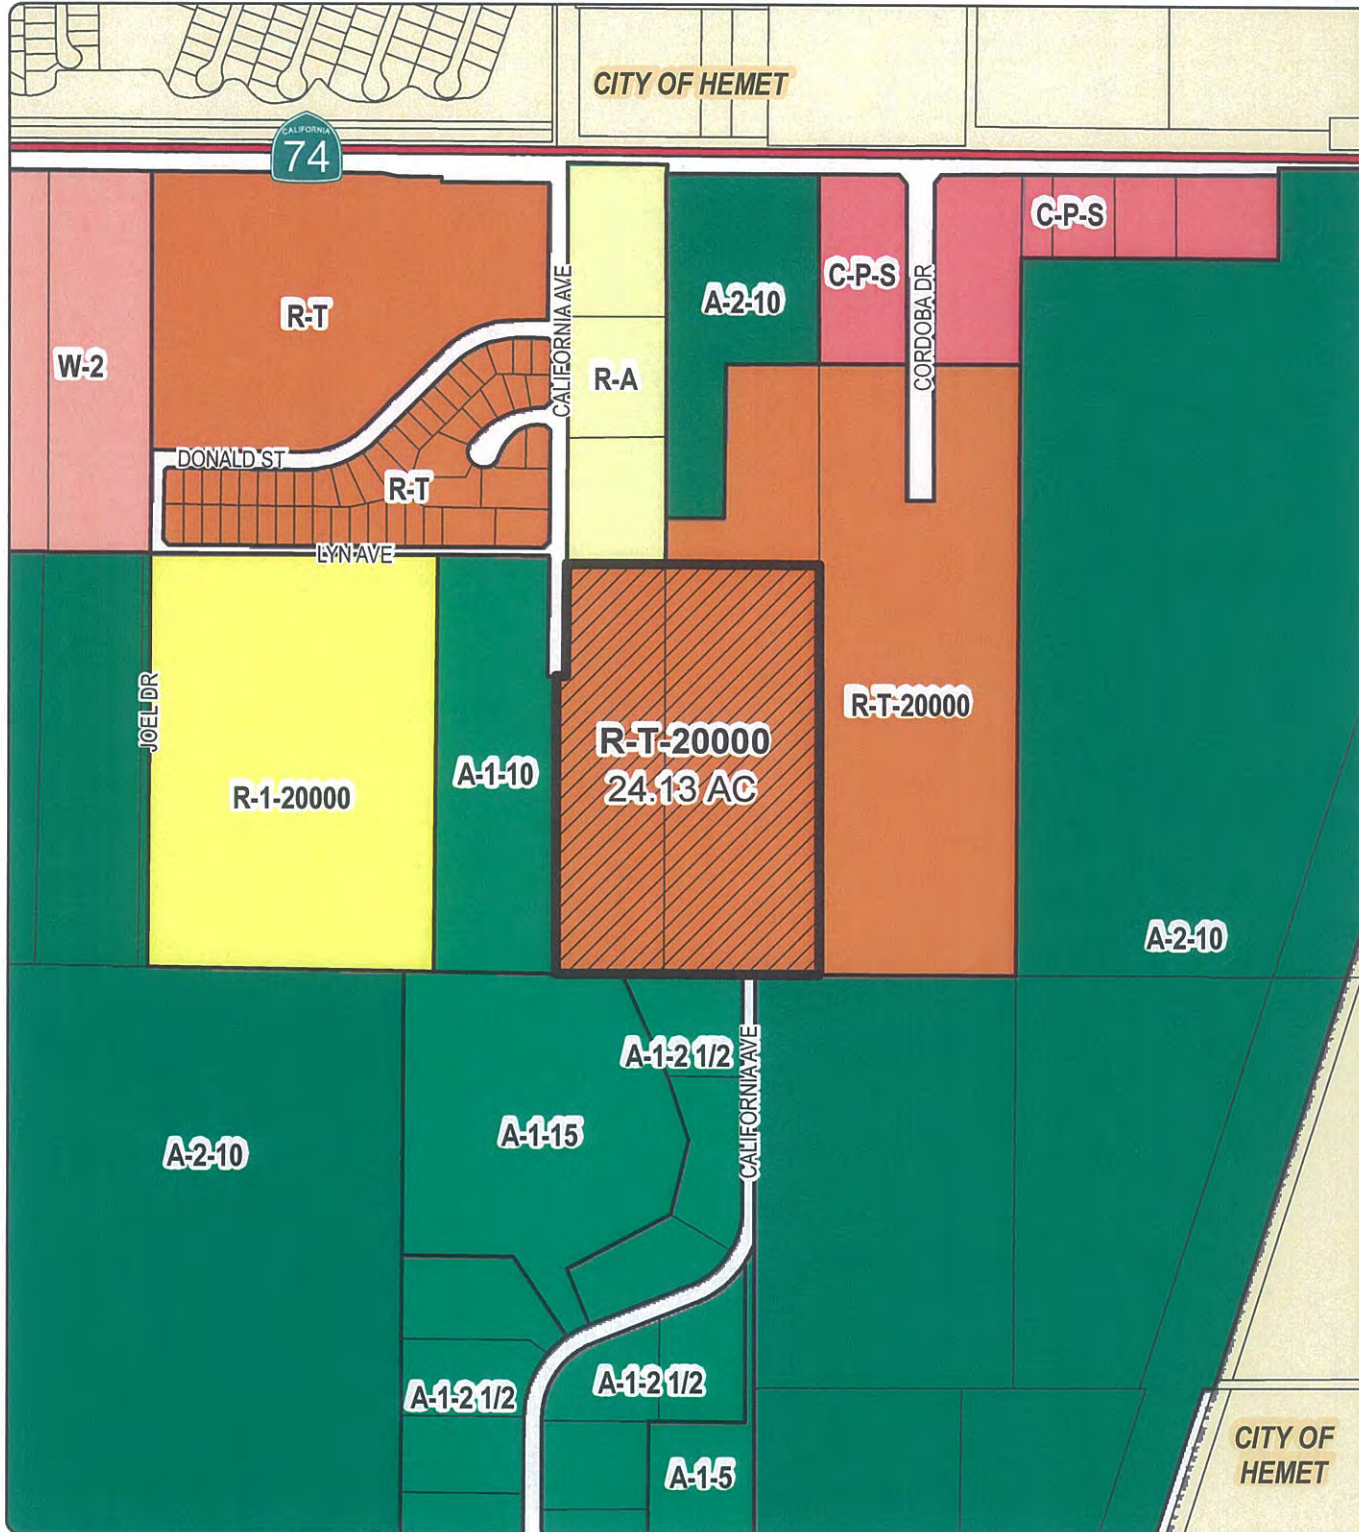 CITY OF HEMET
CALIFORNIA
74
C-P-S
C-P-S
A-2-10
R-T
CALIFORNIA AVE
CORDOBA DR
W-2
R-A
DONALD ST
R-T
LYN AVE
JOEL DR
R-T-20000
R-T-20000
24.13 AC
A-1-10
R-1-20000
A-2-10
A-1-2 1/2
CALIFORNIA AVE
A-1-15
A-2-10
A-1-2 1/2
A-1-2 1/2
CITY OF
HEMET
A-1-5